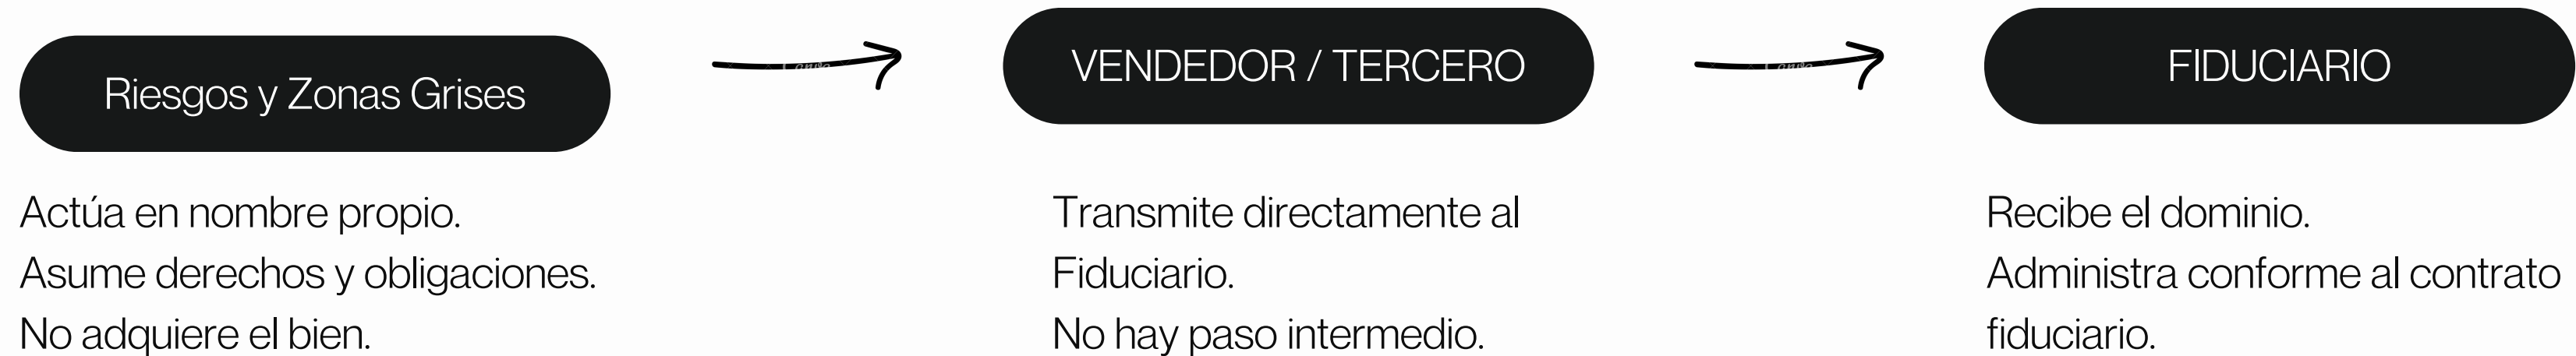 Riesgos y Zonas Grises
Actúa en nombre propio.
Asume derechos y obligaciones.
No adquiere el bien.
VENDEDOR / TERCERO
Transmite directamente al
Fiduciario.
No hay paso intermedio.
FIDUCIARIO
Recibe el dominio.
Administra conforme al contrato
fiduciario.